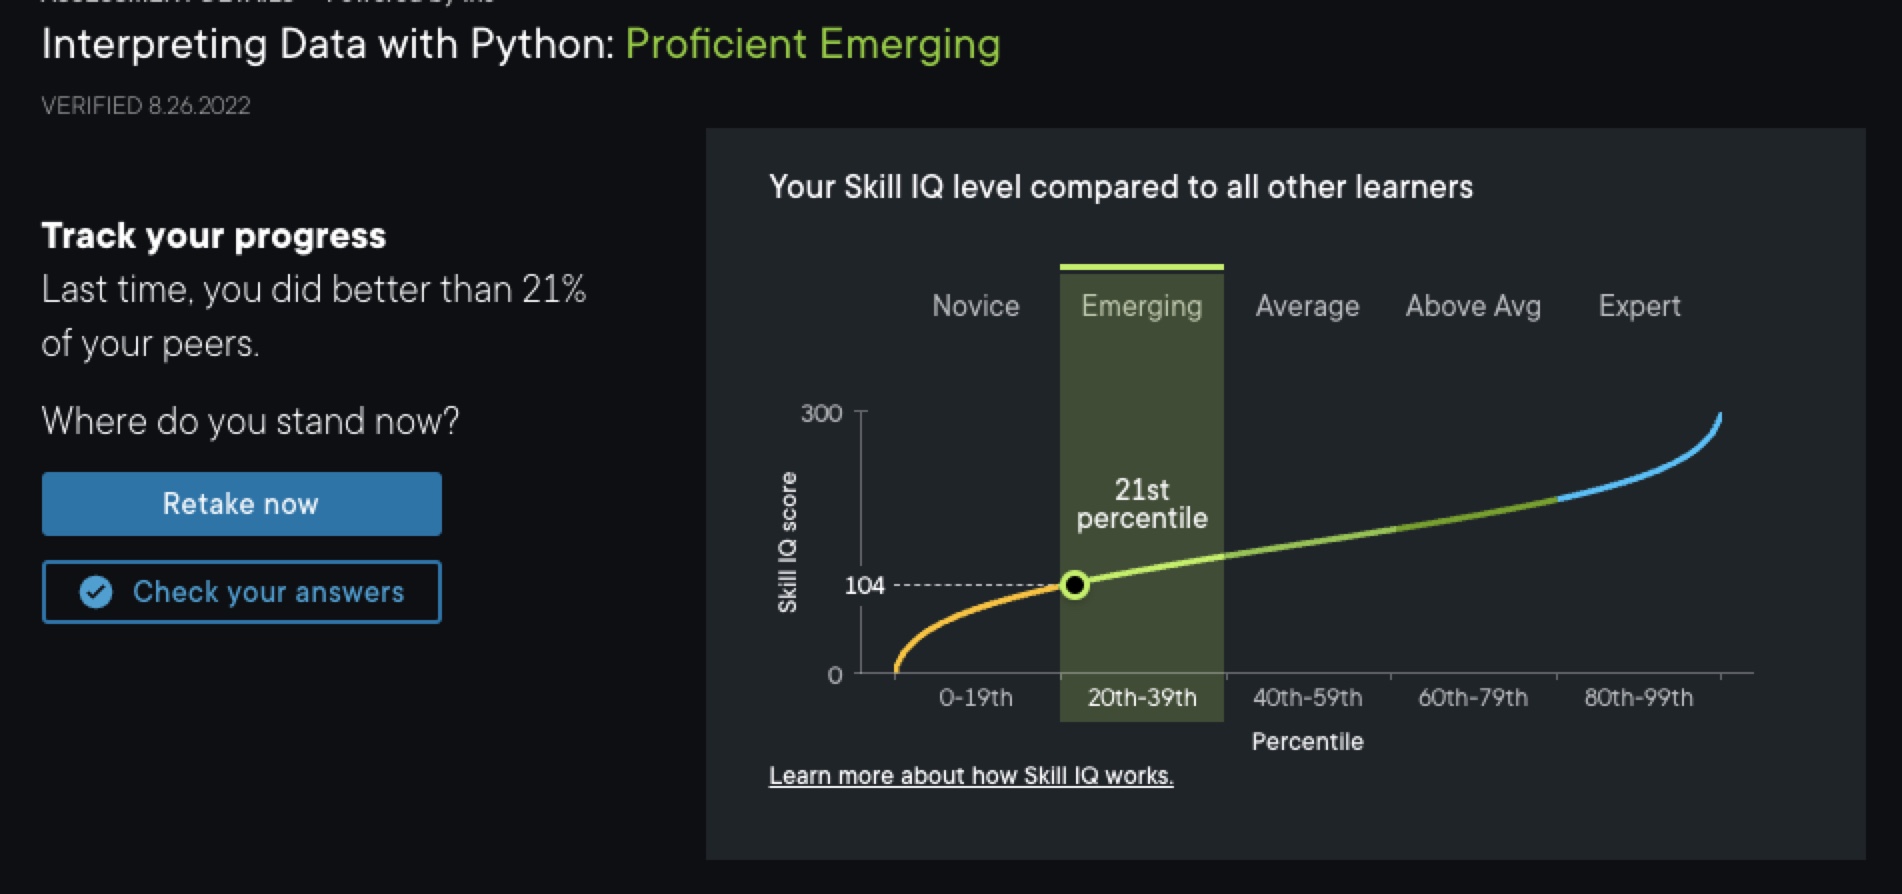 Interpreting Data with Python: Proficient Emerging
VERIFIED 8.26.2022
Track your progress
Last time, you did better than 21%
of your peers.
Where do you stand now?
Retake now
Check your answers
Your Skill IQ level compared to all other learners
Novice Emerging Average Above Avg Expert
300
21st
percentile
Skill IQ score
104
0
0-19th 20th-39th 40th-59th 60th-79th 80th-99th
Percentile
Learn more about how Skill IQ works.